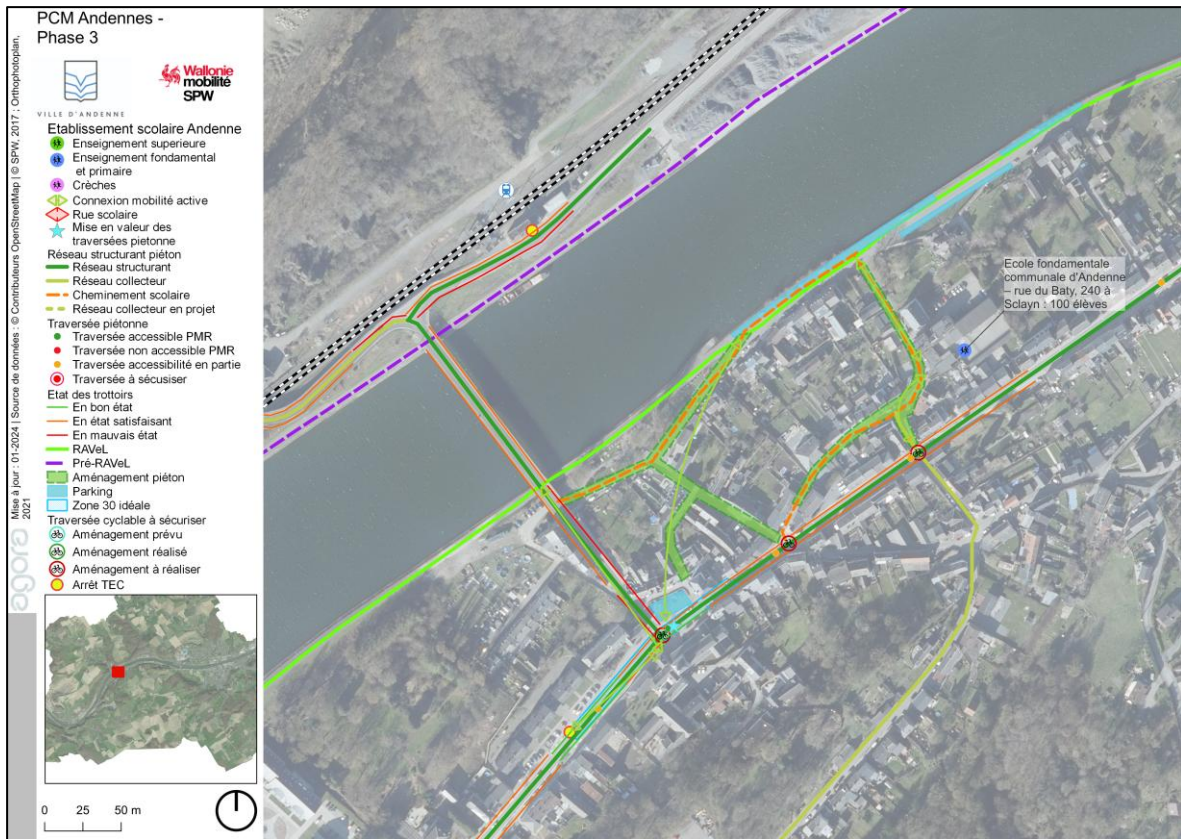 PCM Andennes -
Phase 3
VILLE D'ANDENNE
Wallonie
mobilité
SPW
Etablissement scolaire Andenne
Enseignement superieure
Enseignement fondamental
et primaire
Crèches
Connexion mobilité active
Rue scolaire
Mise en valeur des
traversées pietonne
Réseau structurant piéton
Réseau structurant
Réseau collecteur
Cheminement scolaire
Réseau collecteur en projet
Traversée piétonne
Traversée accessible PMR
Traversée non accessible PMR
Traversée accessibilité en partie
Traversée à sécusiser
Etat des trottoirs
En bon état
En état satisfaisant
En mauvais état
RAVeL
Pré-RAVeL
Aménagement piéton
Parking
Zone 30 idéale
Traversée cyclable à sécuriser
Aménagement prévu
Aménagement réalisé
Aménagement à réaliser
Arrêt TEC
0 25 50 m
Mise à jour : 01-2024 | Source de données : © Contributeurs OpenStreetMap | © SPW, 2017 ; Orthophotoplan,
2021
agora
Ecole fondamentale
communale d'Andenne
– rue du Baty, 240 à
Sclayn : 100 élèves